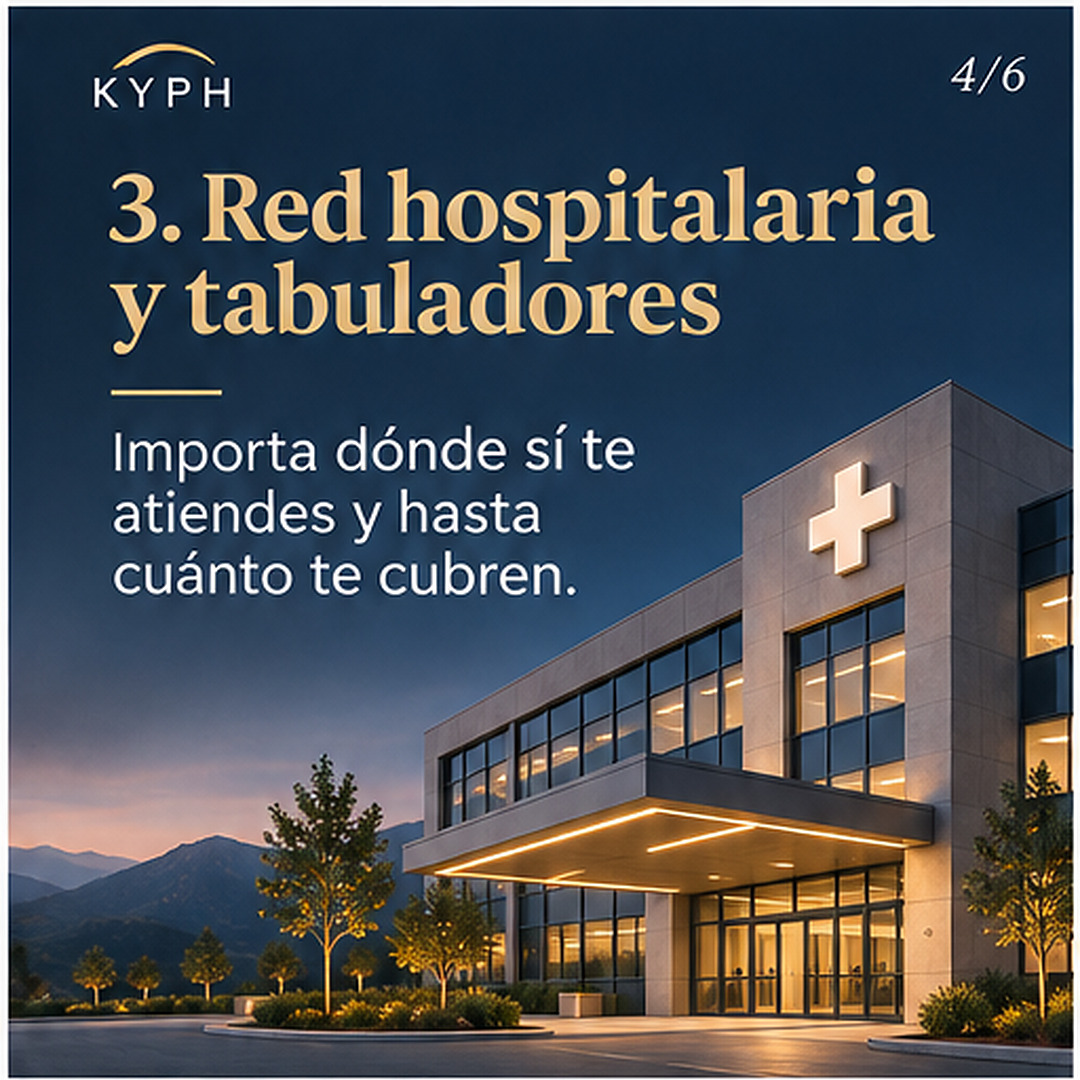 KYPH
4/6
3. Red hospitalaria
y tabuladores
Importa dónde sí te
atiendes y hasta
cuánto te cubren.